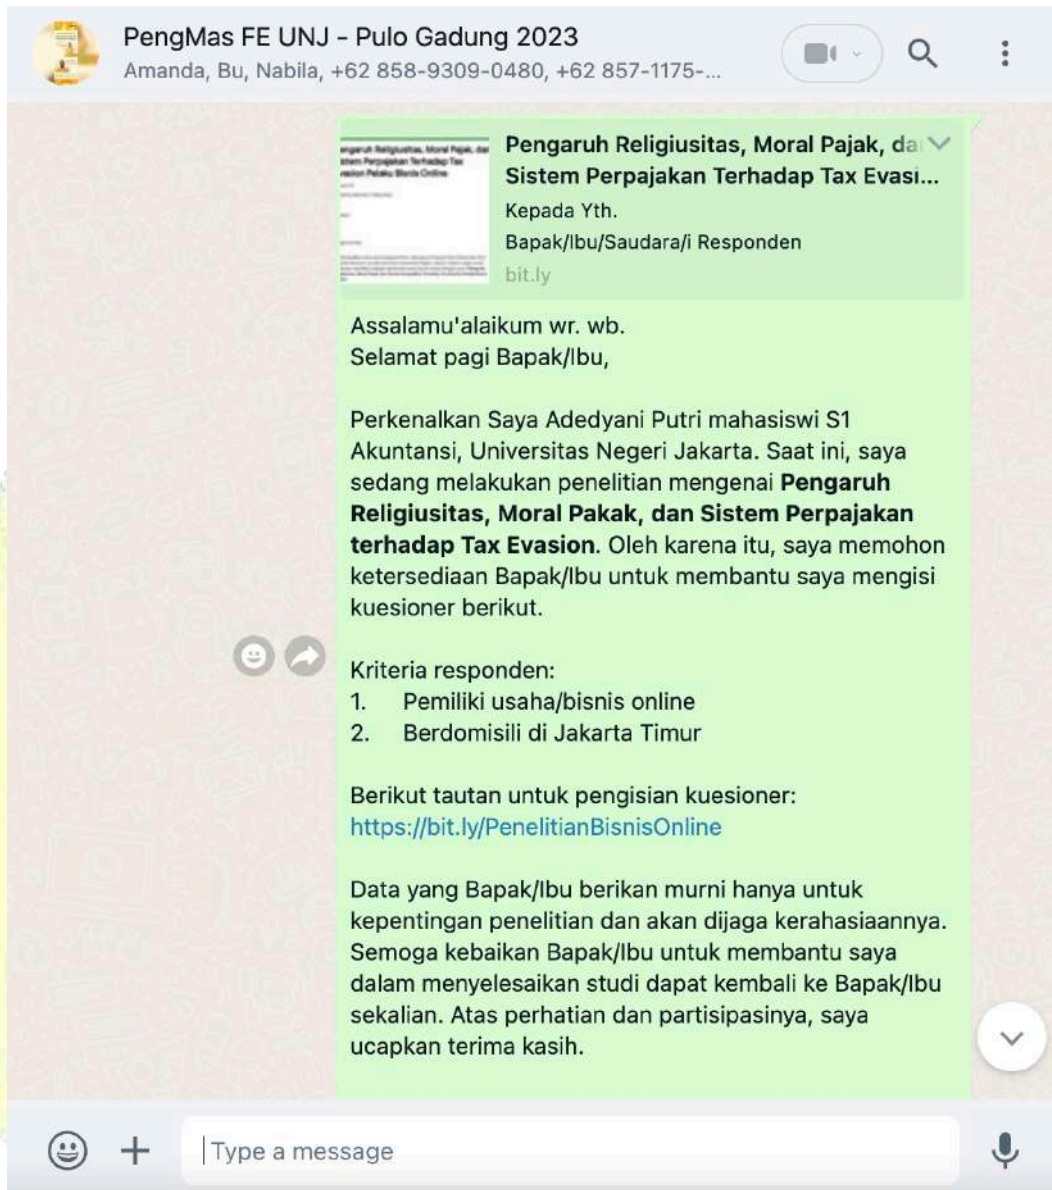 PengMas FE UNJ - Pulo Gadung 2023
Amanda, Bu, Nabila, +62 858-9309-0480, +62 857-1175-...
Pengaruh Religiusitas, Moral Pajak, da
Sistem Perpajakan Terhadap Tax Evasi...
Kepada Yth.
Bapak/Ibu/Saudara/i Responden
bit.ly
Assalamu'alaikum wr. wb.
Selamat pagi Bapak/Ibu,
Perkenalkan Saya Adedyani Putri mahasiswi S1
Akuntansi, Universitas Negeri Jakarta. Saat ini, saya
sedang melakukan penelitian mengenai Pengaruh
Religiusitas, Moral Pakak, dan Sistem Perpajakan
terhadap Tax Evasion. Oleh karena itu, saya memohon
ketersediaan Bapak/Ibu untuk membantu saya mengisi
kuesioner berikut.
Kriteria responden:
1. Pemiliki usaha/bisnis online
2. Berdomisili di Jakarta Timur
Berikut tautan untuk pengisian kuesioner:
https://bit.ly/PenelitianBisnisOnline
Data yang Bapak/Ibu berikan murni hanya untuk
kepentingan penelitian dan akan dijaga kerahasiaannya.
Semoga kebaikan Bapak/Ibu untuk membantu saya
dalam menyelesaikan studi dapat kembali ke Bapak/Ibu
sekalian. Atas perhatian dan partisipasinya, saya
ucapkan terima kasih.
Type a message